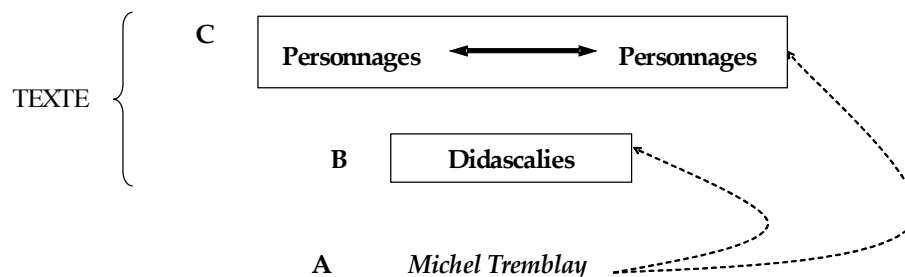 C
Personnages Personnages
TEXTE
B Didascalies
A Michel Tremblay